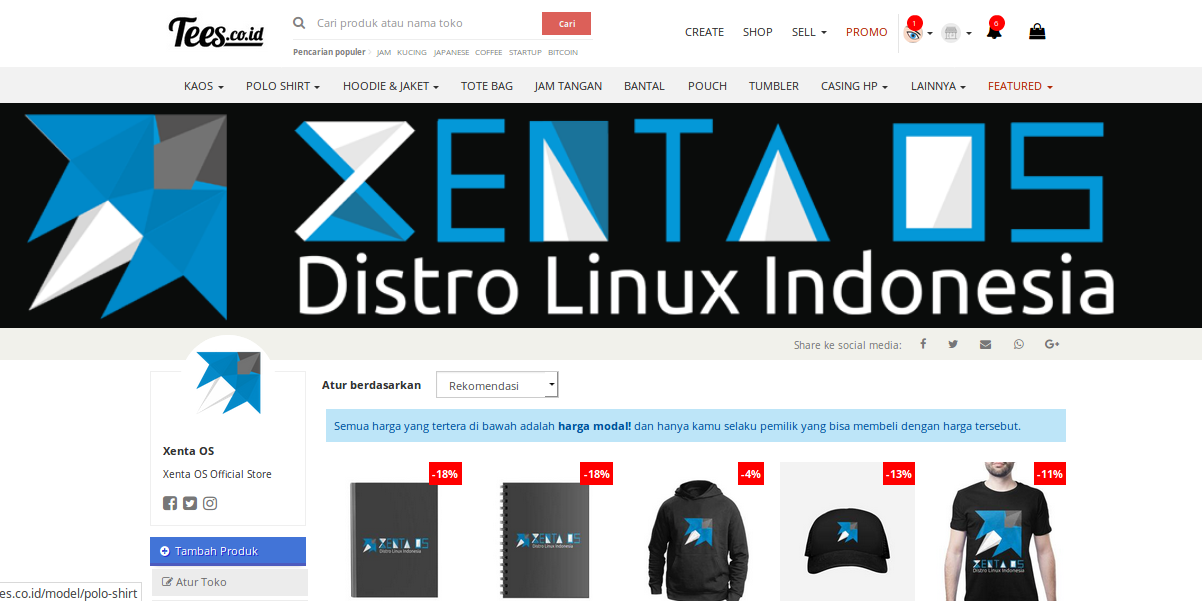 Tees.co.id
Cari produk atau nama toko
Cari
Pencarian populer JAM KUCING JAPANESE COFFEE STARTUP BITCOIN
CREATE SHOP SELL PROMO 1 6
KAOS POLO SHIRT HOODIE & JAKET TOTE BAG JAM TANGAN BANTAL POUCH TUMBLER CASING HP LAINNYA FEATURED
XENTA OS
Distro Linux Indonesia
Share ke social media:
Atur berdasarkan Rekomendasi
Semua harga yang tertera di bawah adalah harga modal! dan hanya kamu selaku pemilik yang bisa membeli dengan harga tersebut.
Xenta OS
Xenta OS Official Store
Tambah Produk
Atur Toko
-18% -18% -4% -13% -11%
XENTA OS
Distro Linux Indonesia
XENTA OS
Distro Linux Indonesia
XENTA OS
Distro Linux Indonesia
es.co.id/model/polo-shirt